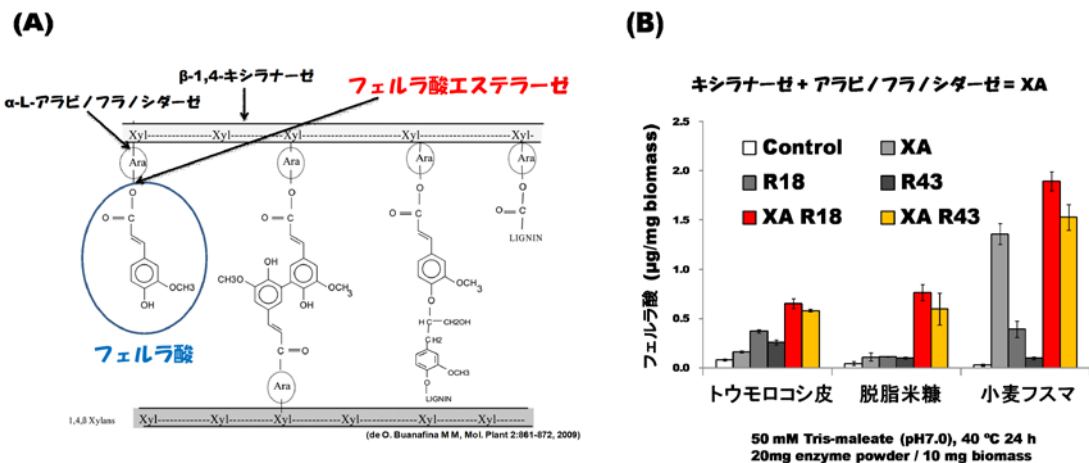 (A)
β-1,4-キシラナーゼ
フェルラ酸エステラーゼ
α-L-アラビノフラノシダーゼ
Xyl----------Xyl----------Xyl--------------------Xyl--------------Xyl-
Ara
Ara
Ara
Ara
O
O
O
O
C
O
C
O
C
O
C
O
LIGNIN
OCH3
OH
OH
CH3O
OCH3
OH
OCH3
O
HC
CH2OH
CH2
OCH3
O
LIGNIN
C
O
O
Ara
フェルラ酸
1,4,β Xylans
Xyl----------Xyl----------Xyl----------Xyl----------Xyl----------Xyl------
(de O. Buanafina M M, Mol. Plant 2:861-872, 2009)
(B)
キシラナーゼ + アラビノフラノシダーゼ = XA
フェルラ酸 (μg/mg biomass)
2.5
2.0
1.5
1.0
0.5
0.0
Control
XA
R18
R43
XA R18
XA R43
トウモロコシ皮
脱脂米糠
小麦フスマ
50 mM Tris-maleate (pH7.0), 40 ºC 24 h
20mg enzyme powder / 10 mg biomass